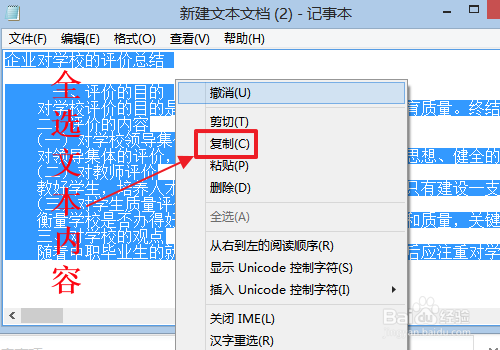 新建文本文档 (2) - 记事本
文件(F) 编辑(E) 格式(O) 查看(V) 帮助(H)
企业对学校的评价总结
一、评价的目的
对学校评价的目的是 育质量。终结
二、评价的内容
(一)对学校领导集
对领导集体的评价, 思想、健全的
(二)对教师评价
教好学生,培养人才 只有建设一支
(三)对学生质量评
衡量学校是否办得好 和质量,关键
三、对学校的观点
随着中职毕业生的就 后应注重对学
全选文本内容
撤消(U)
剪切(T)
复制(C)
粘贴(P)
删除(D)
全选(A)
从右到左的阅读顺序(R)
显示 Unicode 控制字符(S)
插入 Unicode 控制字符(I)
关闭 IME(L)
汉字重选(R)
Baidu 经验
jingyan.baidu.com